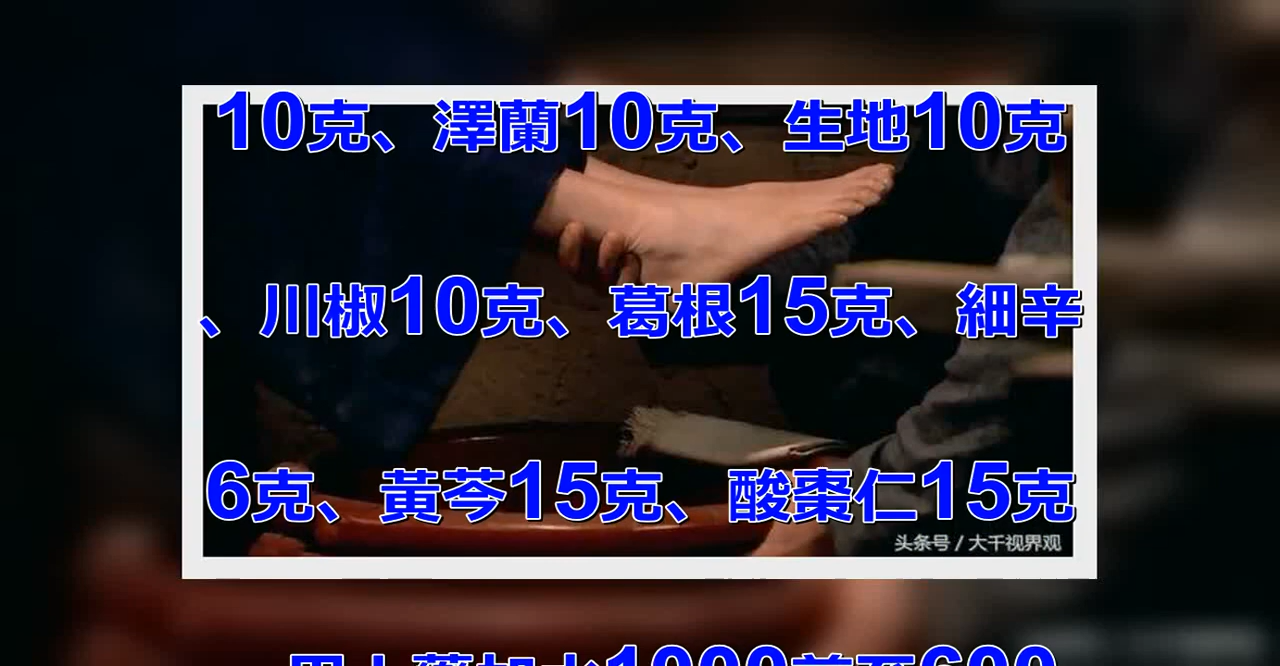 10克、澤蘭10克、生地10克
、川椒10克、葛根15克、細辛
6克、黃芩15克、酸棗仁15克
头条号 / 大千视界观